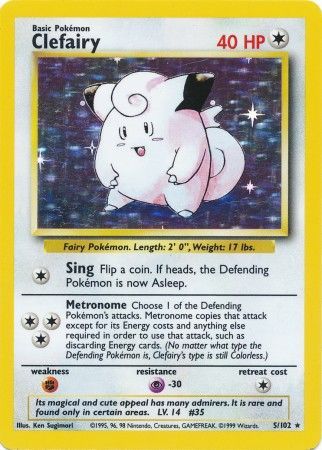 Basic Pokémon
Clefairy 40 HP
Fairy Pokémon. Length: 2' 0", Weight: 17 lbs.
Sing Flip a coin. If heads, the Defending
Pokémon is now Asleep.
Metronome Choose 1 of the Defending
Pokémon's attacks. Metronome copies that attack
except for its Energy costs and anything else
required in order to use that attack, such as
discarding Energy cards. (No matter what type the
Defending Pokémon is, Clefairy's type is still Colorless.)
weakness resistance retreat cost
-30
Its magical and cute appeal has many admirers. It is rare and
found only in certain areas. LV. 14 #35
Illus. Ken Sugimori ©1995, 96, 98 Nintendo, Creatures, GAMEFREAK. ©1999 Wizards. 5/102 ★